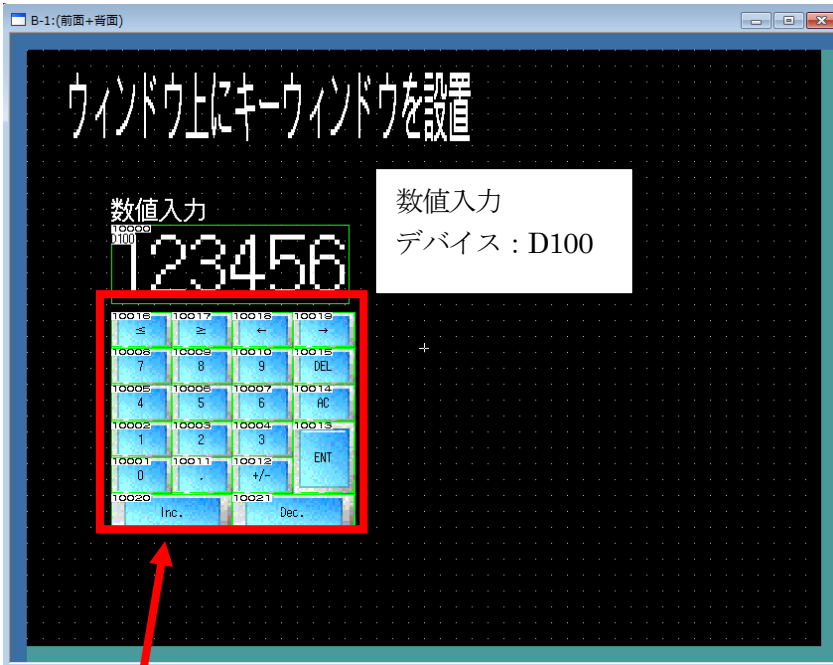 B-1:(前面+背面)
ウィンドウ上にキーウィンドウを設置
数値入力
10000
D100
123456
数値入力
デバイス：D100
10016 10017 10018 10019
≤ ≥ ← →
10008 10009 10010 10015
7 8 9 DEL
10005 10006 10007 10014
4 5 6 AC
10002 10003 10004 10013
1 2 3 ENT
10001 10011 10012
0 . +/-
10020 10021
Inc. Dec.